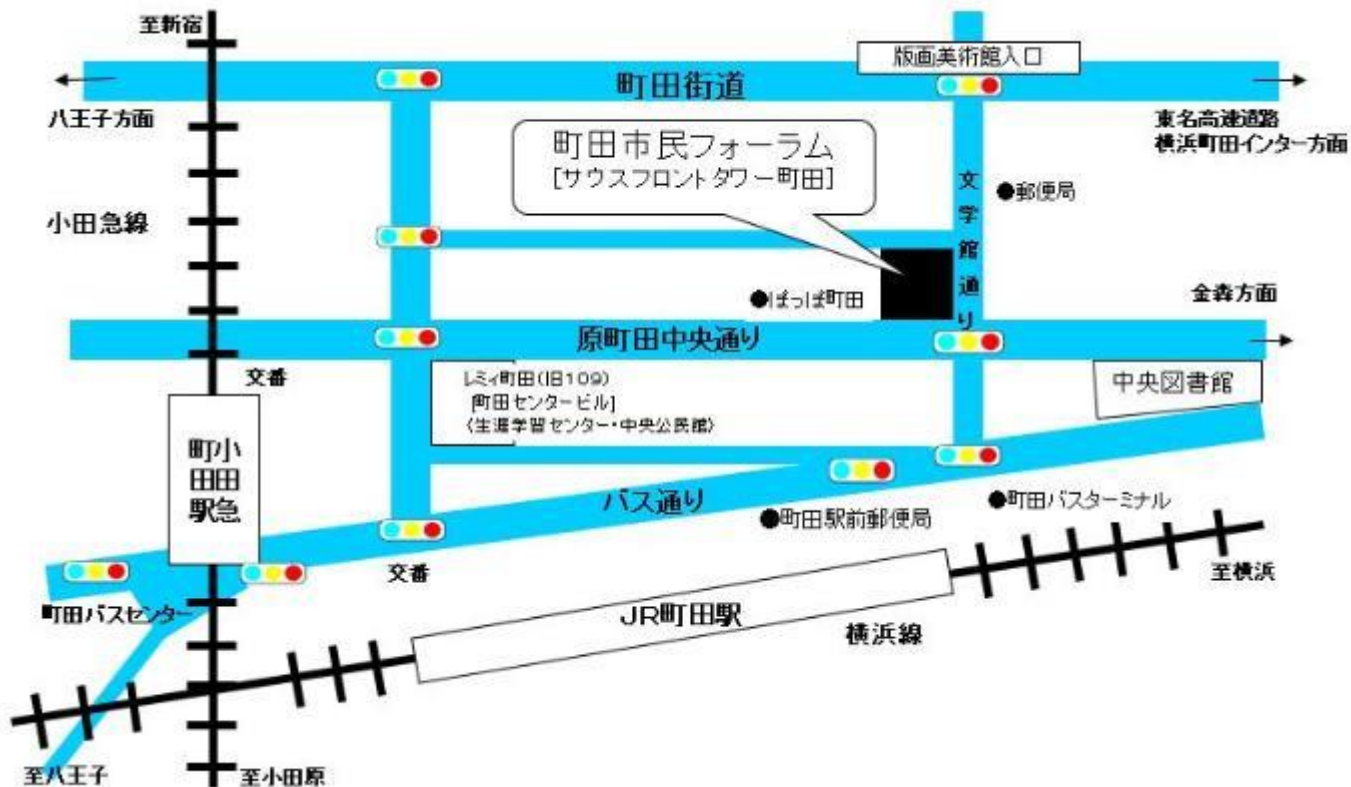 至新宿
版画美術館入口
町田街道
八王子方面
東名高速道路
横浜町田インター方面
町田市民フォーラム
[サウスフロントタワー町田]
文学館通り
●郵便局
小田急線
●ぽっぽ町田
金森方面
原町田中央通り
交番
レミィ町田(旧109)
[町田センタービル]
〈生涯学習センター・中央公民館〉
中央図書館
小田急
町田駅
バス通り
●町田バスターミナル
●町田駅前郵便局
交番
至横浜
町田バスセンター
JR町田駅
横浜線
至八王子
至小田原